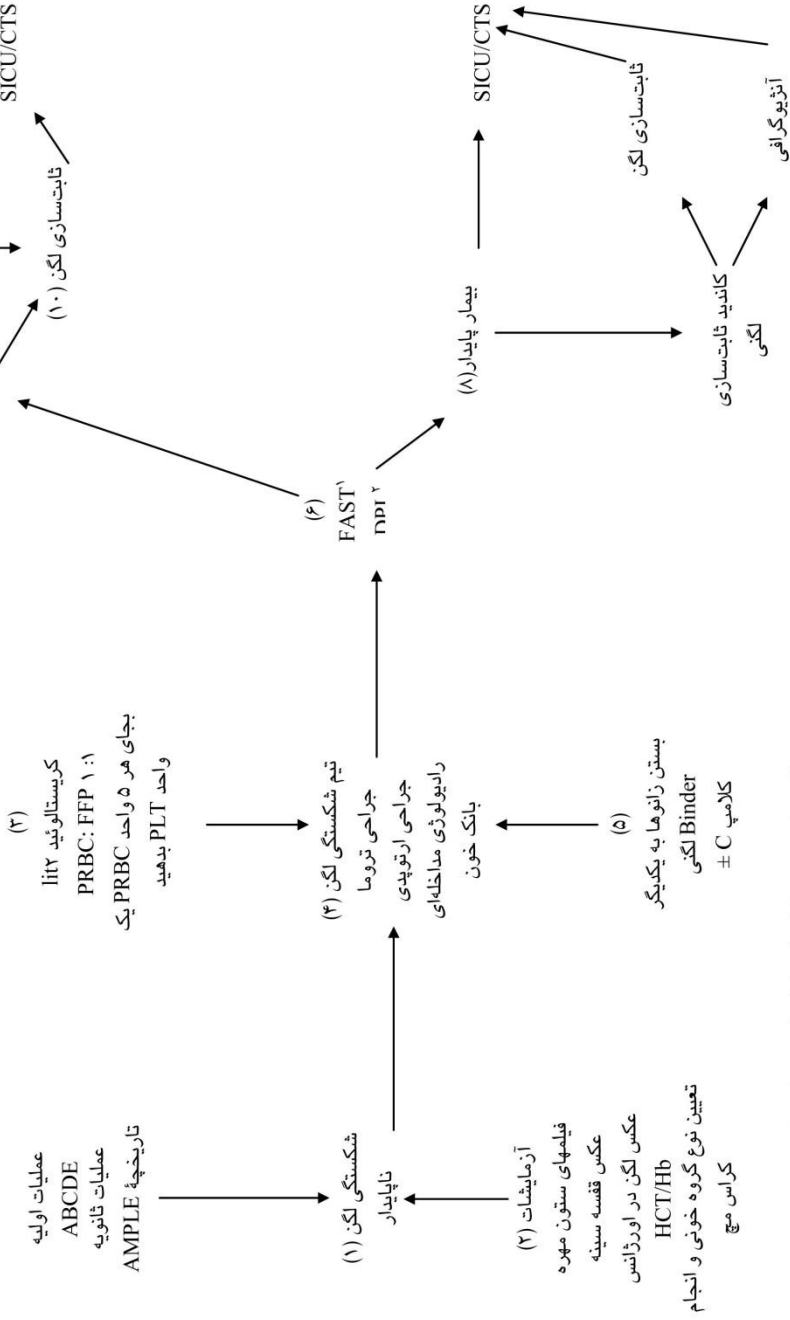 عملیات اولیه
ABCDE
عملیات ثانویه
تاریخچهٔ AMPLE
شکستگی لگن (۱)
ناپایدار
آزمایشات (۲)
فیلمهای ستون مهره
عکس قفسه سینه
عکس لگن در اورژانس
HCT/Hb
تعیین نوع گروه خونی و انجام
کراس مچ
(۳)
کریستالوئید lit۲
PRBC: FFP ۱ :۱
بجای هر ۵ واحد PRBC یک
واحد PLT بدهید
تیم شکستگی لگن (۴)
جراحی تروما
جراحی ارتوپدی
رادیولوژی مداخله‌ای
بانک خون
(۵)
بستن زانوها به یکدیگر
Binder لگنی
± C کلامپ
(۶)
FAST۱
DPL ۲
بیمار پایدار(۸)
کاندید ثابت‌سازی
لگنی
ثابت‌سازی لگن (۱۰)
SICU/CTS
SICU/CTS
ثابت‌سازی لگن
آنژیوگرافی